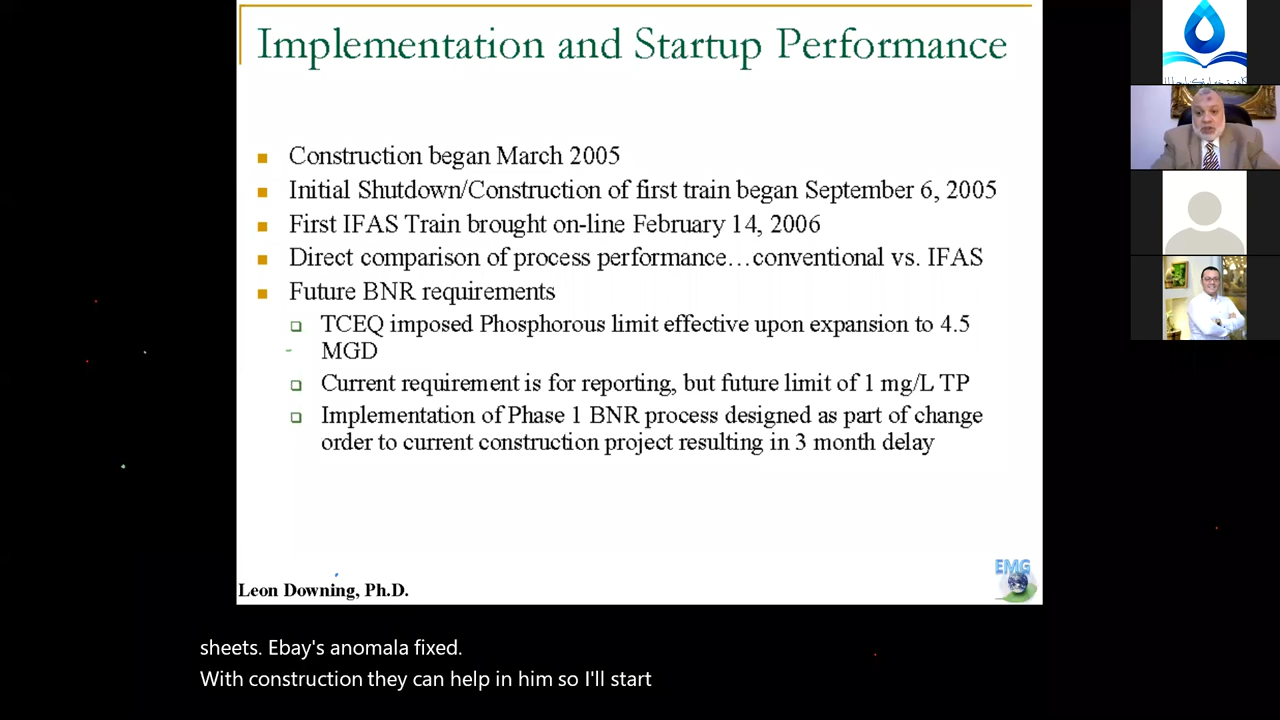 Implementation and Startup Performance
Construction began March 2005
Initial Shutdown/Construction of first train began September 6, 2005
First IFAS Train brought on-line February 14, 2006
Direct comparison of process performance…conventional vs. IFAS
Future BNR requirements
TCEQ imposed Phosphorous limit effective upon expansion to 4.5
MGD
Current requirement is for reporting, but future limit of 1 mg/L TP
Implementation of Phase 1 BNR process designed as part of change
order to current construction project resulting in 3 month delay
Leon Downing, Ph.D.
EMG
sheets. Ebay's anomala fixed.
With construction they can help in him so I'll start